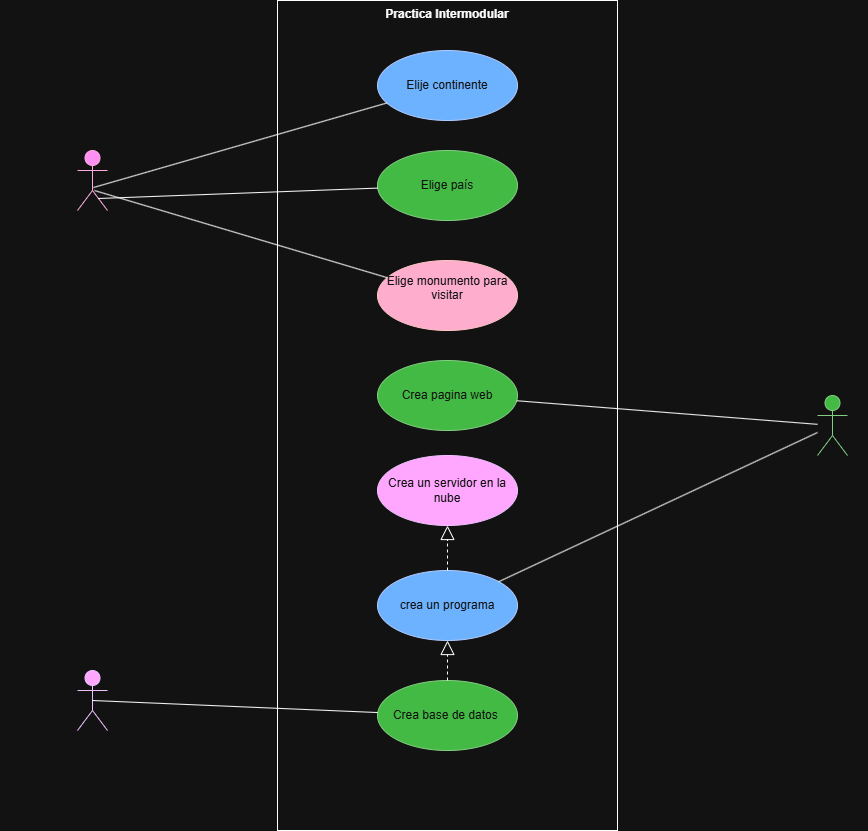 Practica Intermodular
Elije continente
Elige país
Elige monumento para
visitar
Crea pagina web
Crea un servidor en la
nube
crea un programa
Crea base de datos